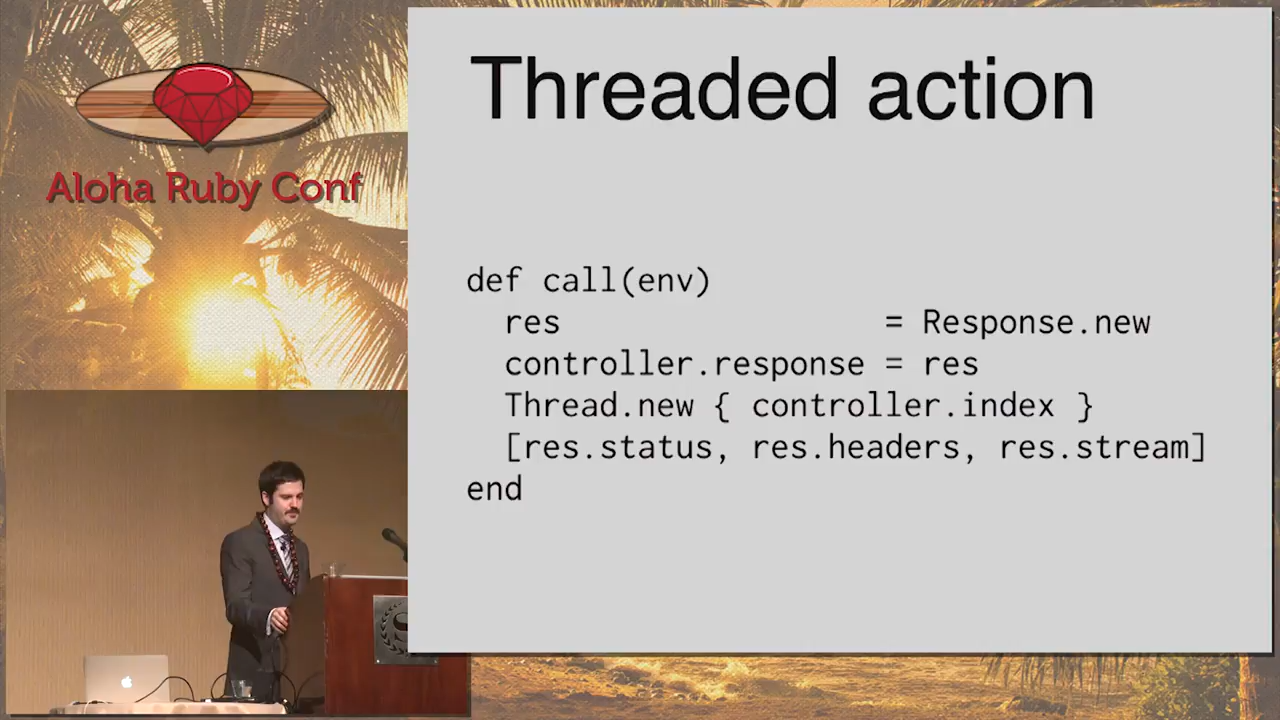 Aloha Ruby Conf
Threaded action
def call(env)
  res                 = Response.new
  controller.response = res
  Thread.new { controller.index }
  [res.status, res.headers, res.stream]
end
S